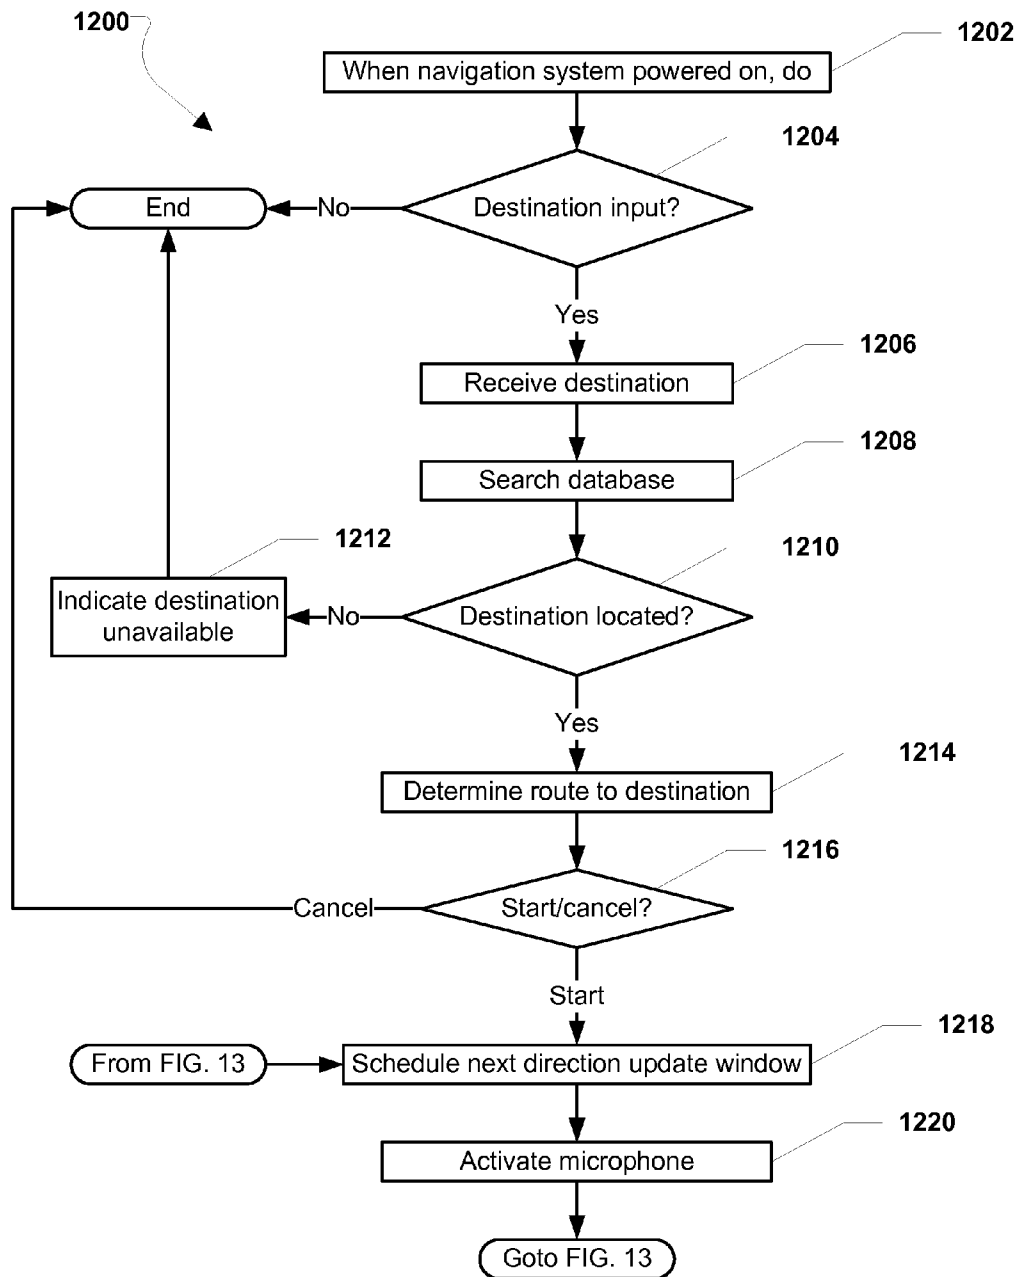 1200
1202
When navigation system powered on, do
1204
End
No
Destination input?
Yes
1206
Receive destination
1208
Search database
1212
1210
Indicate destination
unavailable
No
Destination located?
Yes
1214
Determine route to destination
1216
Cancel
Start/cancel?
Start
1218
From FIG. 13
Schedule next direction update window
1220
Activate microphone
Goto FIG. 13